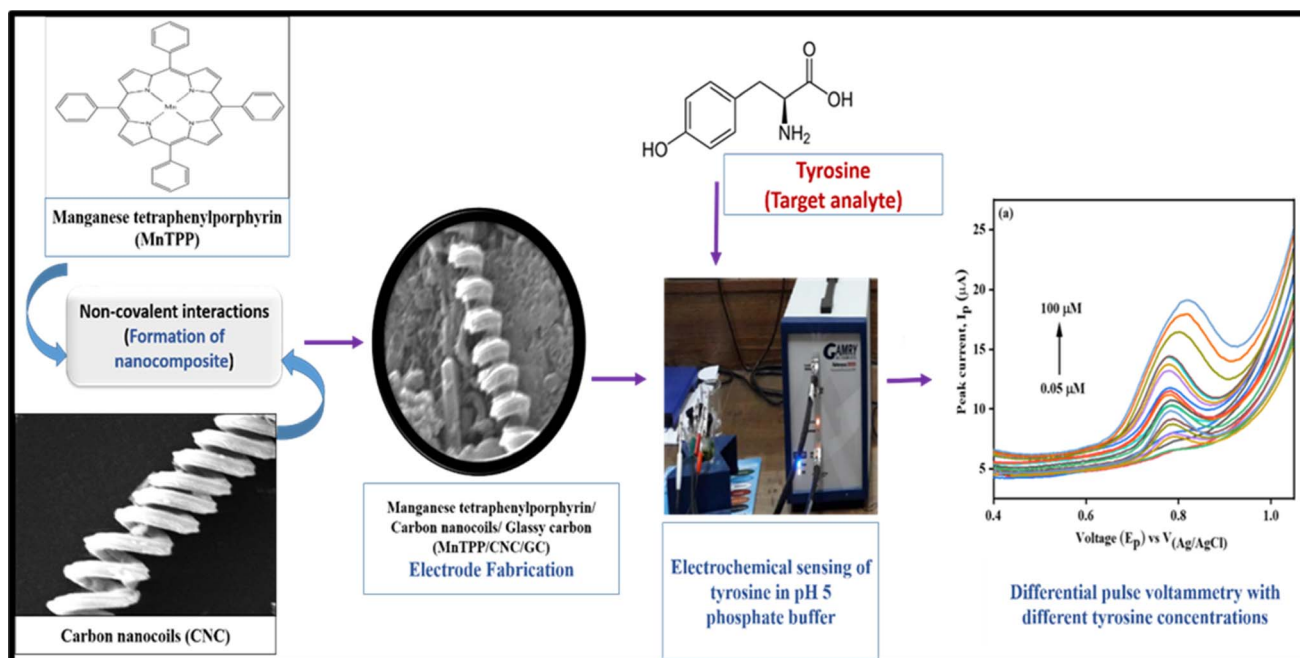 N
N
Mn
N
N
Manganese tetraphenylporphyrin
(MnTPP)
Non-covalent interactions
(Formation of
nanocomposite)
Carbon nanocoils (CNC)
Manganese tetraphenylporphyrin/
Carbon nanocoils/ Glassy carbon
(MnTPP/CNC/GC)
Electrode Fabrication
O
OH
NH2
HO
Tyrosine
(Target analyte)
GAMRY
Electrochemical sensing of
tyrosine in pH 5
phosphate buffer
(a)
Peak current, Ip (μA)
25
20
15
10
5
100 μM
0.05 μM
0.4
0.6
0.8
1.0
Voltage (Ep) vs V(Ag/AgCl)
Differential pulse voltammetry with
different tyrosine concentrations